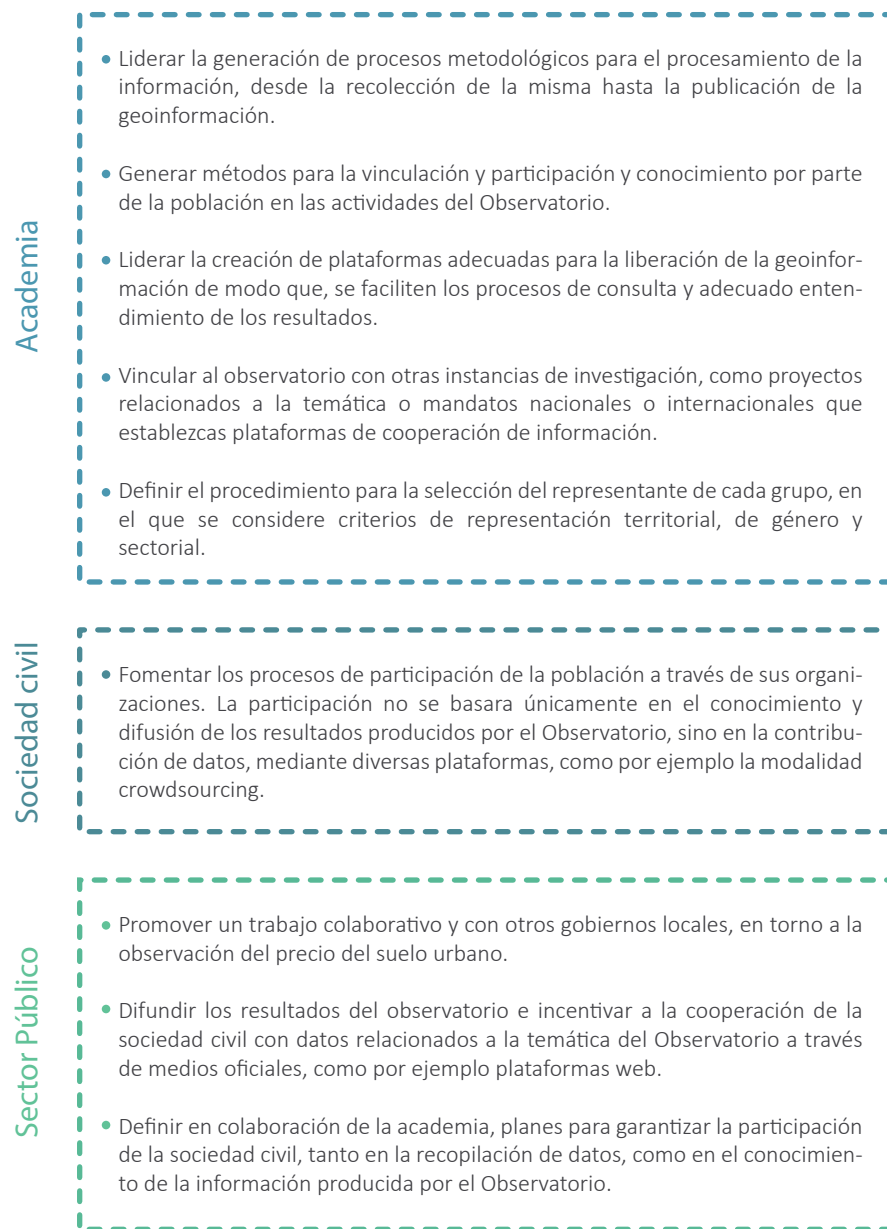 Academia
• Liderar la generación de procesos metodológicos para el procesamiento de la
información, desde la recolección de la misma hasta la publicación de la
geoinformación.
• Generar métodos para la vinculación y participación y conocimiento por parte
de la población en las actividades del Observatorio.
• Liderar la creación de plataformas adecuadas para la liberación de la geoinfor-
mación de modo que, se faciliten los procesos de consulta y adecuado enten-
dimiento de los resultados.
• Vincular al observatorio con otras instancias de investigación, como proyectos
relacionados a la temática o mandatos nacionales o internacionales que
establezcas plataformas de cooperación de información.
• Definir el procedimiento para la selección del representante de cada grupo, en
el que se considere criterios de representación territorial, de género y
sectorial.
Sociedad civil
• Fomentar los procesos de participación de la población a través de sus organi-
zaciones. La participación no se basara únicamente en el conocimiento y
difusión de los resultados producidos por el Observatorio, sino en la contribu-
ción de datos, mediante diversas plataformas, como por ejemplo la modalidad
crowdsourcing.
Sector Público
• Promover un trabajo colaborativo y con otros gobiernos locales, en torno a la
observación del precio del suelo urbano.
• Difundir los resultados del observatorio e incentivar a la cooperación de la
sociedad civil con datos relacionados a la temática del Observatorio a través
de medios oficiales, como por ejemplo plataformas web.
• Definir en colaboración de la academia, planes para garantizar la participación
de la sociedad civil, tanto en la recopilación de datos, como en el conocimien-
to de la información producida por el Observatorio.